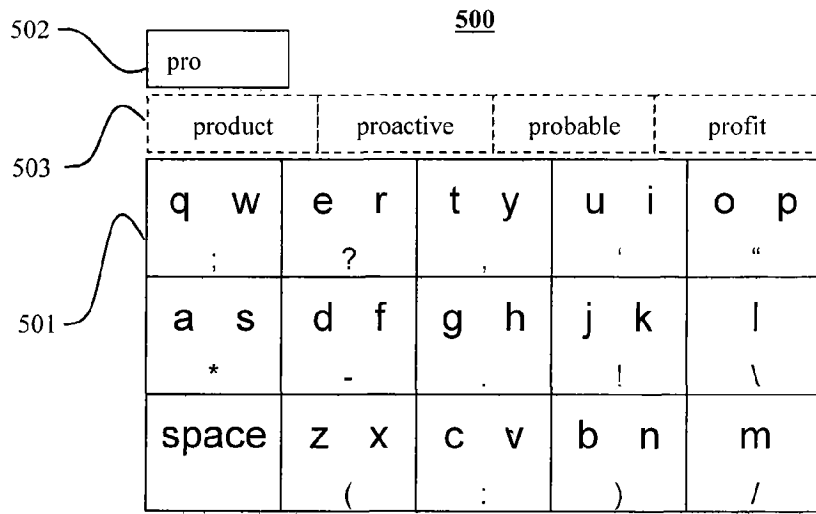 500
502
pro
503
product proactive probable profit
q w e r t y u i o p
; ? , ‘ “
501
a s d f g h j k l
* - . ! \
space z x c v b n m
( : ) /